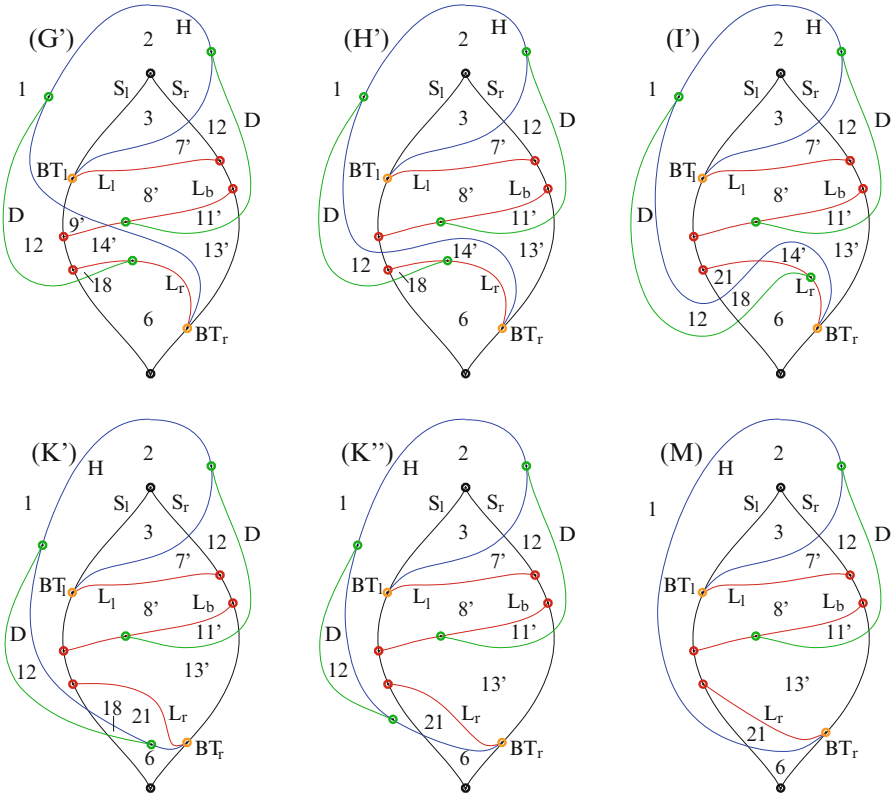 (G') 2 H
1 S_l S_r
3 12 D
7'
BT_l L_l L_b
8'
D 9' 11'
12 14' 13'
18 L_r
6 BT_r
(H') 2 H
1 S_l S_r
3 12 D
7'
BT_l L_l L_b
8'
D 11'
12 14' 13'
18 L_r
6 BT_r
(I') 2 H
1 S_l S_r
3 12 D
7'
BT_l L_l L_b
8'
D 11'
14' 13'
21 L_r
12 18
6 BT_r
(K') 2
H
1 S_l S_r
3 12 D
7'
BT_l L_l L_b
8'
D 11'
12 13'
18 21 L_r
6 BT_r
(K'') 2
H
1 S_l S_r
3 12 D
7'
BT_l L_l L_b
8'
D 11'
12 13'
21 L_r
6 BT_r
(M) 2
H
1 S_l S_r
3 12 D
7'
BT_l L_l L_b
8'
11'
13'
L_r
21 BT_r
6